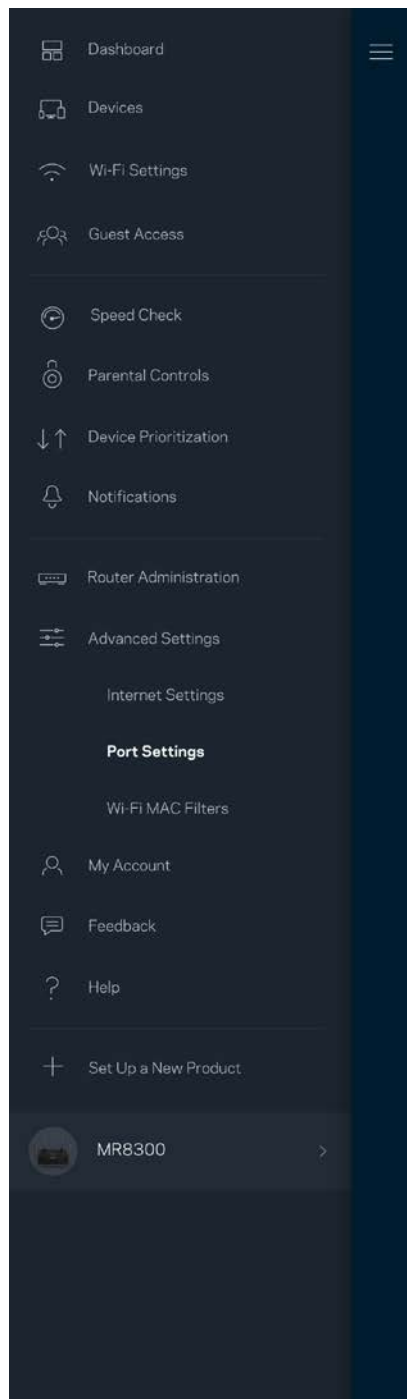 Dashboard
Devices
Wi-Fi Settings
Guest Access
Speed Check
Parental Controls
Device Prioritization
Notifications
Router Administration
Advanced Settings
Internet Settings
Port Settings
Wi-Fi MAC Filters
My Account
Feedback
Help
Set Up a New Product
MR8300